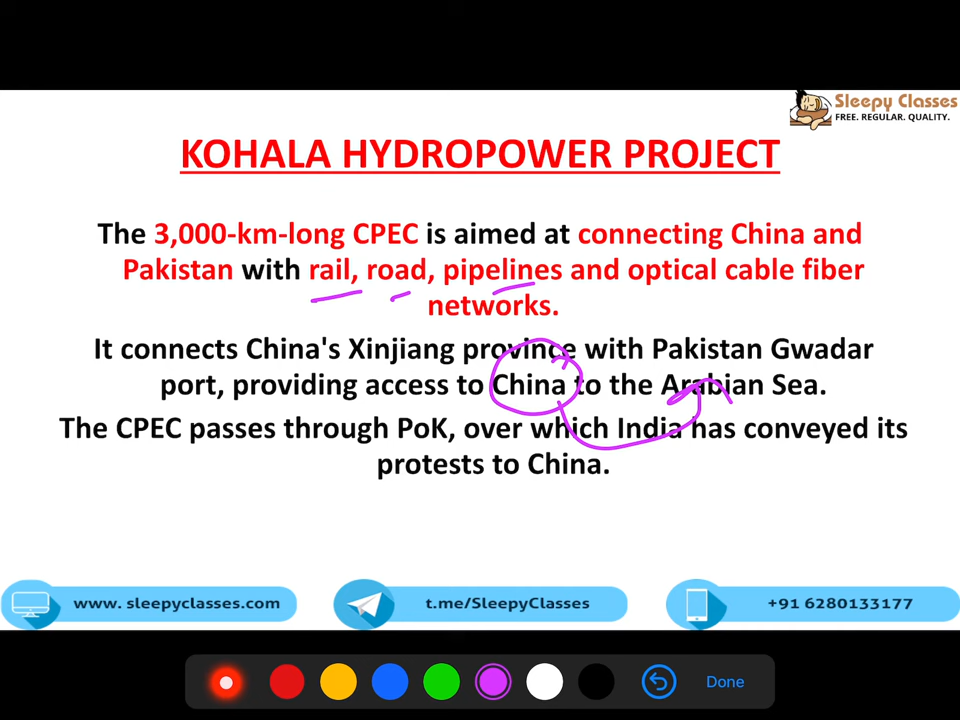 Sleepy Classes
FREE. REGULAR. QUALITY.
KOHALA HYDROPOWER PROJECT
The 3,000-km-long CPEC is aimed at connecting China and
Pakistan with rail, road, pipelines and optical cable fiber
networks.
It connects China's Xinjiang province with Pakistan Gwadar
port, providing access to China to the Arabian Sea.
The CPEC passes through PoK, over which India has conveyed its
protests to China.
www. sleepyclasses.com
t.me/SleepyClasses
+91 6280133177
Done